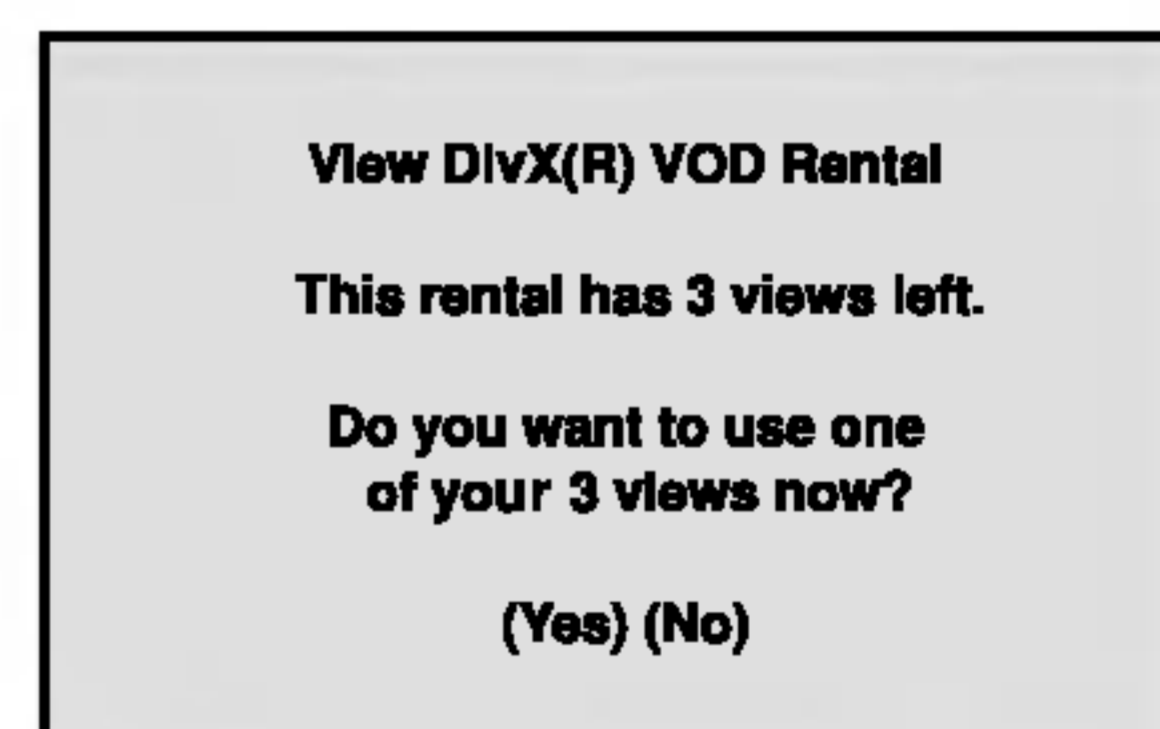 View DivX(R) VOD Rental
This rental has 3 views left.
Do you want to use one
of your 3 views now?
(Yes) (No)